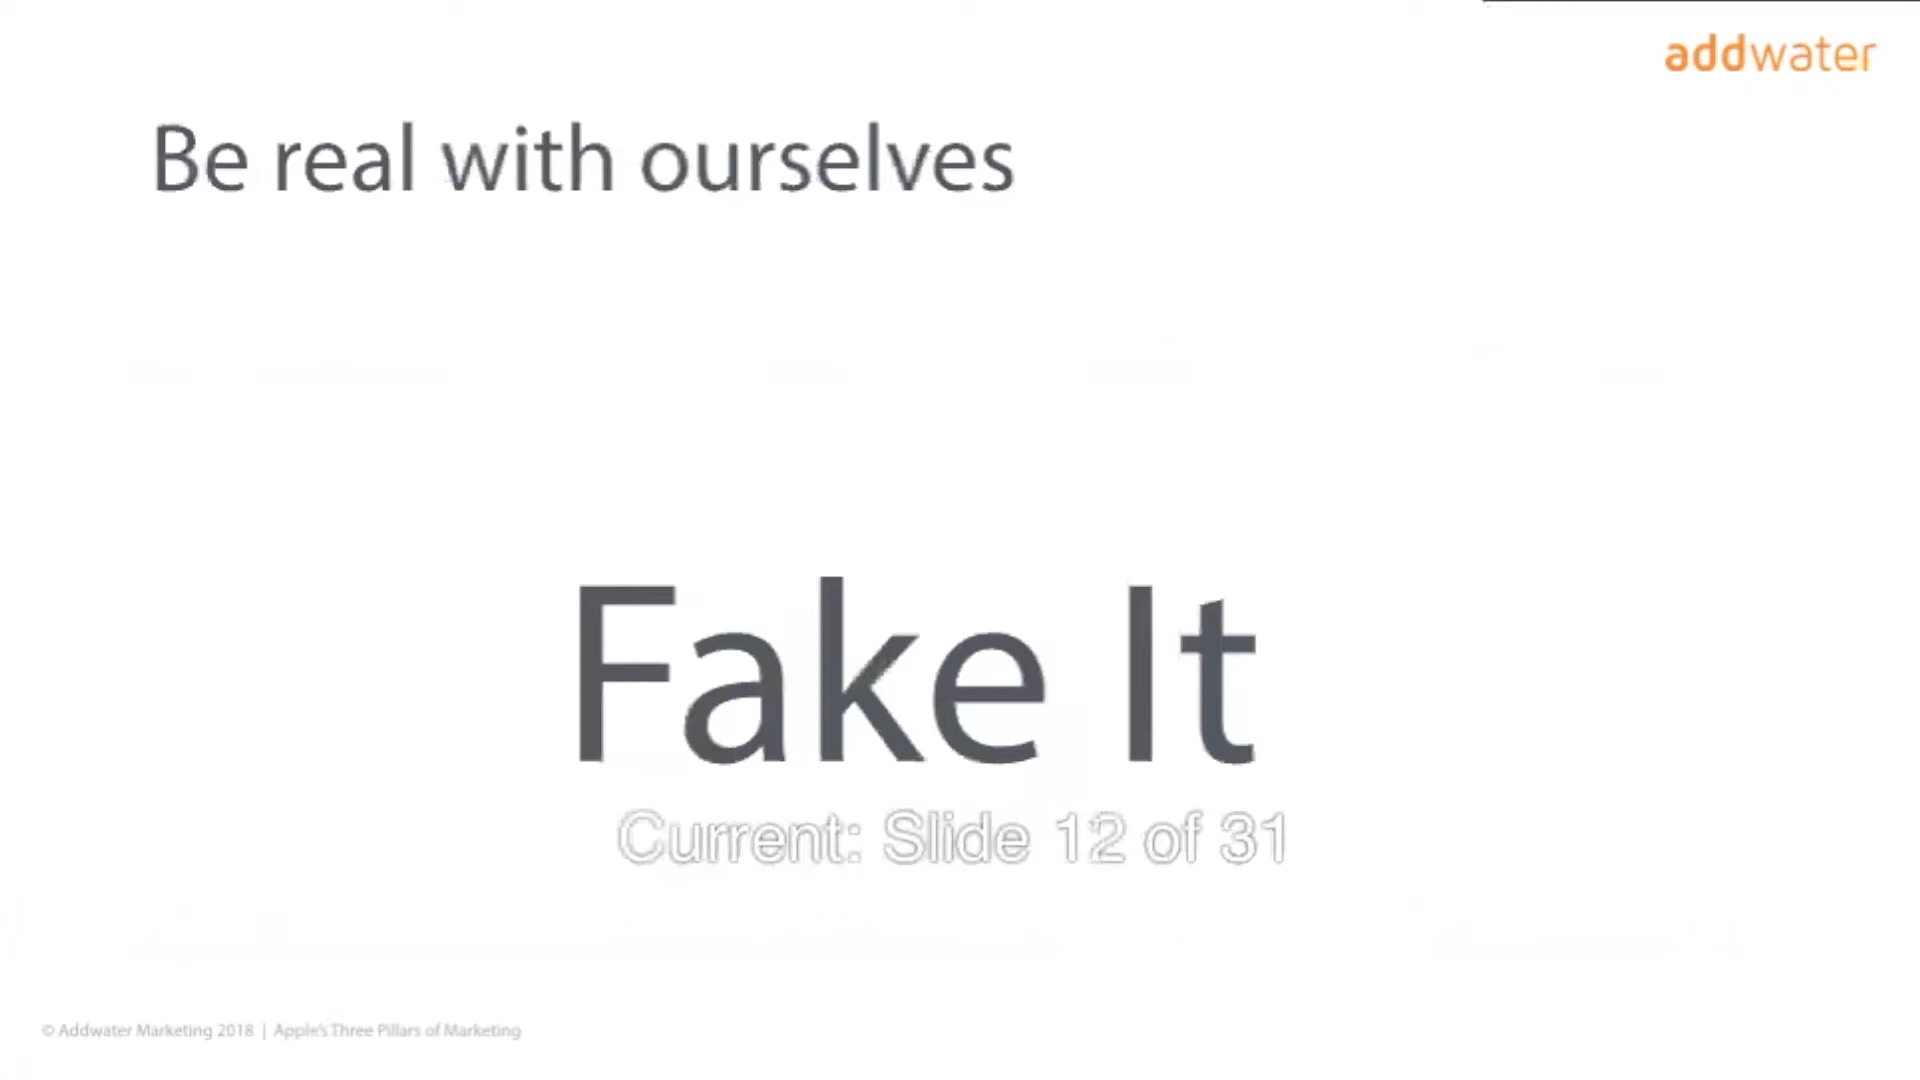 addwater
Be real with ourselves
Fake It
Current: Slide 12 of 31
© Addwater Marketing 2018 | Apple's Three Pillars of Marketing